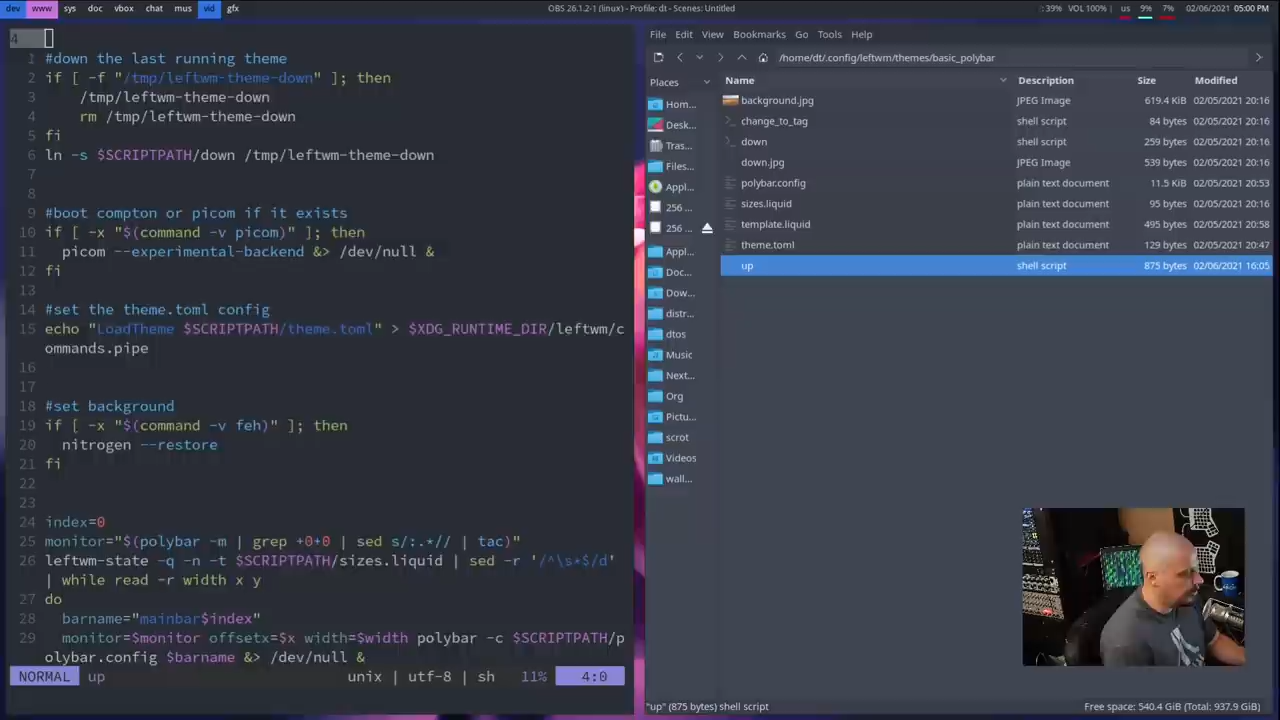 dev www sys doc vbox chat mus vid gfx
OBS 26.1.2-1 (linux) - Profile: dt - Scenes: Untitled
39% VOL 100% us 9% 7% 02/06/2021 05:00 PM
4
1 #down the last running theme
2 if [ -f "/tmp/leftwm-theme-down" ]; then
3 /tmp/leftwm-theme-down
4 rm /tmp/leftwm-theme-down
5 fi
6 ln -s $SCRIPTPATH/down /tmp/leftwm-theme-down
7
8
9 #boot compton or picom if it exists
10 if [ -x "$(command -v picom)" ]; then
11 picom --experimental-backend &> /dev/null &
12 fi
13
14 #set the theme.toml config
15 echo "LoadTheme $SCRIPTPATH/theme.toml" > $XDG_RUNTIME_DIR/leftwm/c
ommands.pipe
16
17
18 #set background
19 if [ -x "$(command -v feh)" ]; then
20 nitrogen --restore
21 fi
22
23
24 index=0
25 monitor="$(polybar -m | grep +0+0 | sed s/:.*// | tac)"
26 leftwm-state -q -n -t $SCRIPTPATH/sizes.liquid | sed -r '/^\s*$/d'
| while read -r width x y
27 do
28 barname="mainbar$index"
29 monitor=$monitor offsetx=$x width=$width polybar -c $SCRIPTPATH/p
olybar.config $barname &> /dev/null &
NORMAL up unix | utf-8 | sh 11% 4:0
File Edit View Bookmarks Go Tools Help
/home/dt/.config/leftwm/themes/basic_polybar
Places
Hom...
Desk...
Tras...
Files...
Appl...
256 ...
256 ...
Appl...
Doc...
Dow...
distr...
dtos
Music
Next...
Org
Pictu...
scrot
Videos
wall...
Name Description Size Modified
background.jpg JPEG Image 619.4 KiB 02/05/2021 20:16
change_to_tag shell script 84 bytes 02/05/2021 20:16
down shell script 259 bytes 02/05/2021 20:16
down.jpg JPEG Image 539 bytes 02/05/2021 20:16
polybar.config plain text document 11.5 KiB 02/05/2021 20:53
sizes.liquid plain text document 95 bytes 02/05/2021 20:16
template.liquid plain text document 495 bytes 02/05/2021 20:58
theme.toml plain text document 129 bytes 02/05/2021 20:47
up shell script 875 bytes 02/06/2021 16:05
"up" (875 bytes) shell script
Free space: 540.4 GiB (Total: 937.9 GiB)